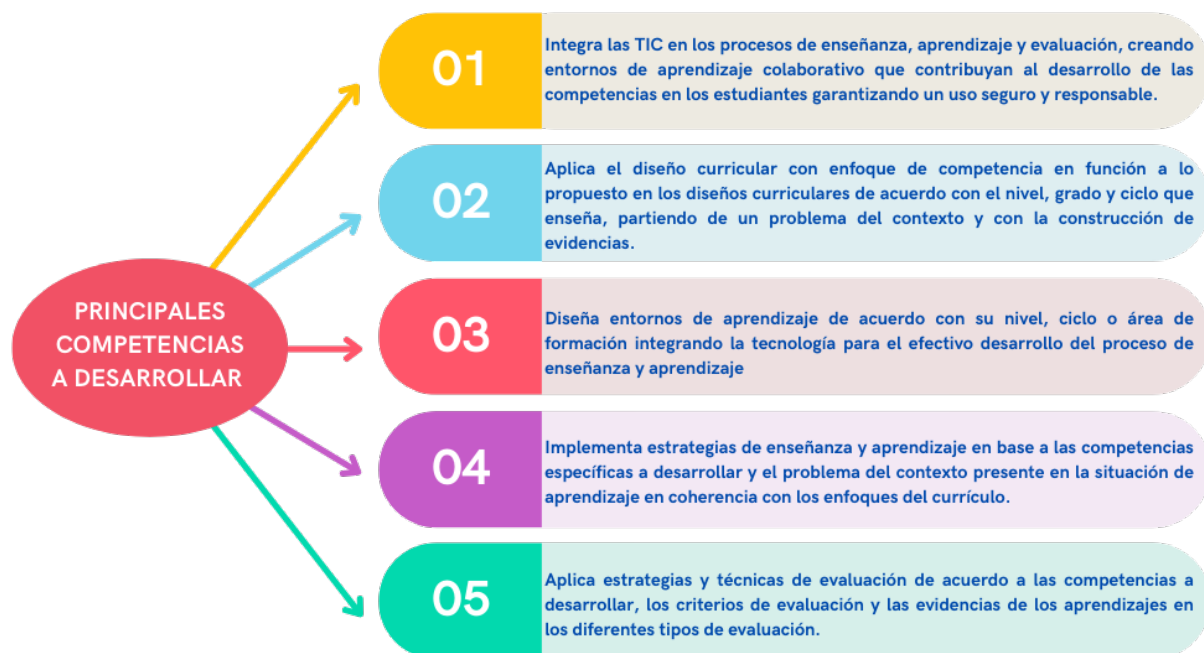 PRINCIPALES
COMPETENCIAS
A DESARROLLAR
01
Integra las TIC en los procesos de enseñanza, aprendizaje y evaluación, creando
entornos de aprendizaje colaborativo que contribuyan al desarrollo de las
competencias en los estudiantes garantizando un uso seguro y responsable.
02
Aplica el diseño curricular con enfoque de competencia en función a lo
propuesto en los diseños curriculares de acuerdo con el nivel, grado y ciclo que
enseña, partiendo de un problema del contexto y con la construcción de
evidencias.
03
Diseña entornos de aprendizaje de acuerdo con su nivel, ciclo o área de
formación integrando la tecnología para el efectivo desarrollo del proceso de
enseñanza y aprendizaje
04
Implementa estrategias de enseñanza y aprendizaje en base a las competencias
específicas a desarrollar y el problema del contexto presente en la situación de
aprendizaje en coherencia con los enfoques del currículo.
05
Aplica estrategias y técnicas de evaluación de acuerdo a las competencias a
desarrollar, los criterios de evaluación y las evidencias de los aprendizajes en
los diferentes tipos de evaluación.